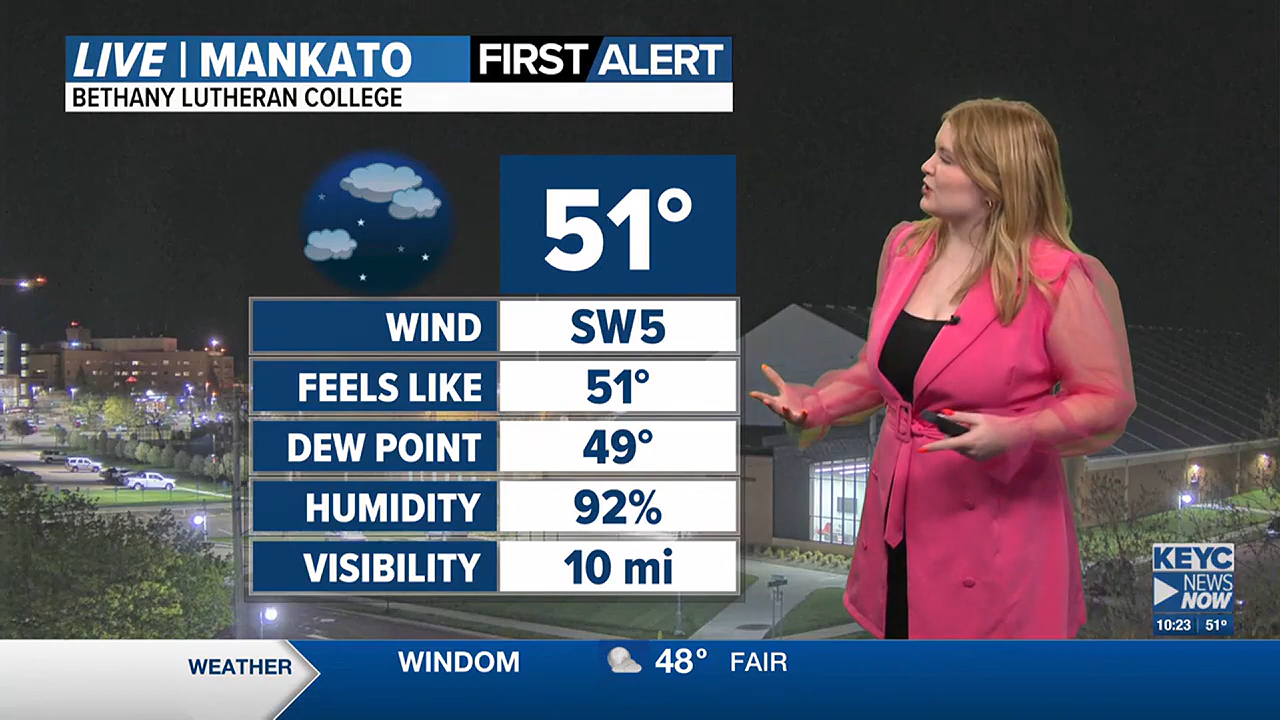 LIVE | MANKATO FIRST ALERT
BETHANY LUTHERAN COLLEGE
51°
WIND SW5
FEELS LIKE 51°
DEW POINT 49°
HUMIDITY 92%
VISIBILITY 10 mi
KEYC
NEWS
NOW
10:23 51°
WEATHER WINDOM 48° FAIR